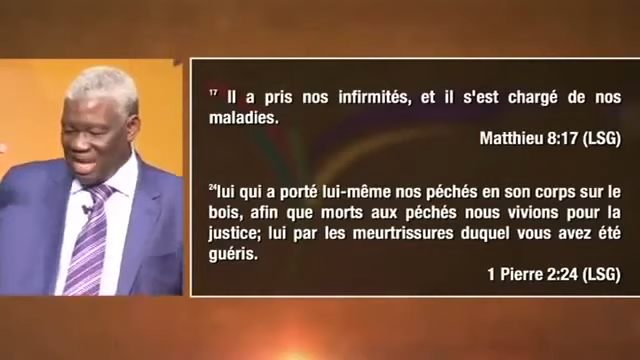 17 Il a pris nos infirmités, et il s'est chargé de nos
maladies.
Matthieu 8:17 (LSG)
24lui qui a porté lui-même nos péchés en son corps sur le
bois, afin que morts aux péchés nous vivions pour la
justice; lui par les meurtrissures duquel vous avez été
guéris.
1 Pierre 2:24 (LSG)